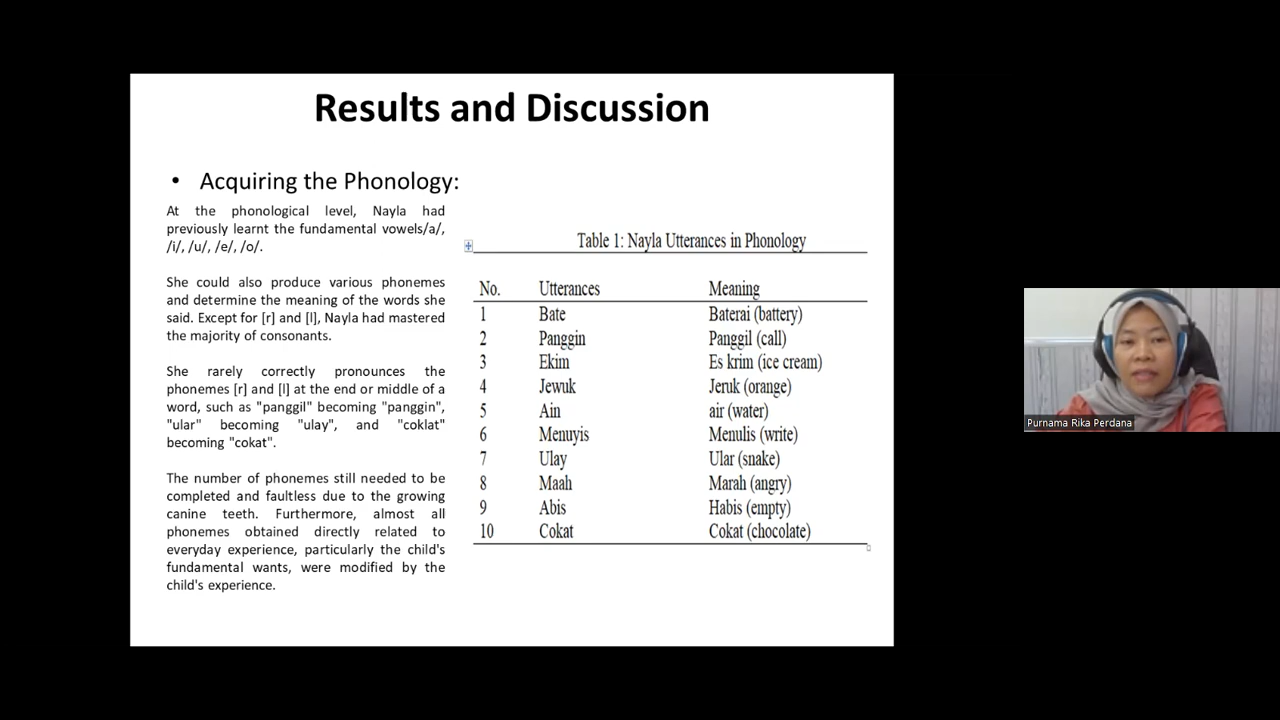 Results and Discussion
• Acquiring the Phonology:
At the phonological level, Nayla had
previously learnt the fundamental vowels/a/,
/i/, /u/, /e/, /o/.
She could also produce various phonemes
and determine the meaning of the words she
said. Except for [r] and [l], Nayla had mastered
the majority of consonants.
She rarely correctly pronounces the
phonemes [r] and [l] at the end or middle of a
word, such as "panggil" becoming "panggin",
"ular" becoming "ulay", and "coklat"
becoming "cokat".
The number of phonemes still needed to be
completed and faultless due to the growing
canine teeth. Furthermore, almost all
phonemes obtained directly related to
everyday experience, particularly the child's
fundamental wants, were modified by the
child's experience.
Table 1: Nayla Utterances in Phonology
No. Utterances Meaning
1 Bate Baterai (battery)
2 Panggin Panggil (call)
3 Ekim Es krim (ice cream)
4 Jewuk Jeruk (orange)
5 Ain air (water)
6 Menuyis Menulis (write)
7 Ulay Ular (snake)
8 Maah Marah (angry)
9 Abis Habis (empty)
10 Cokat Cokat (chocolate)
Purnama Rika Perdana